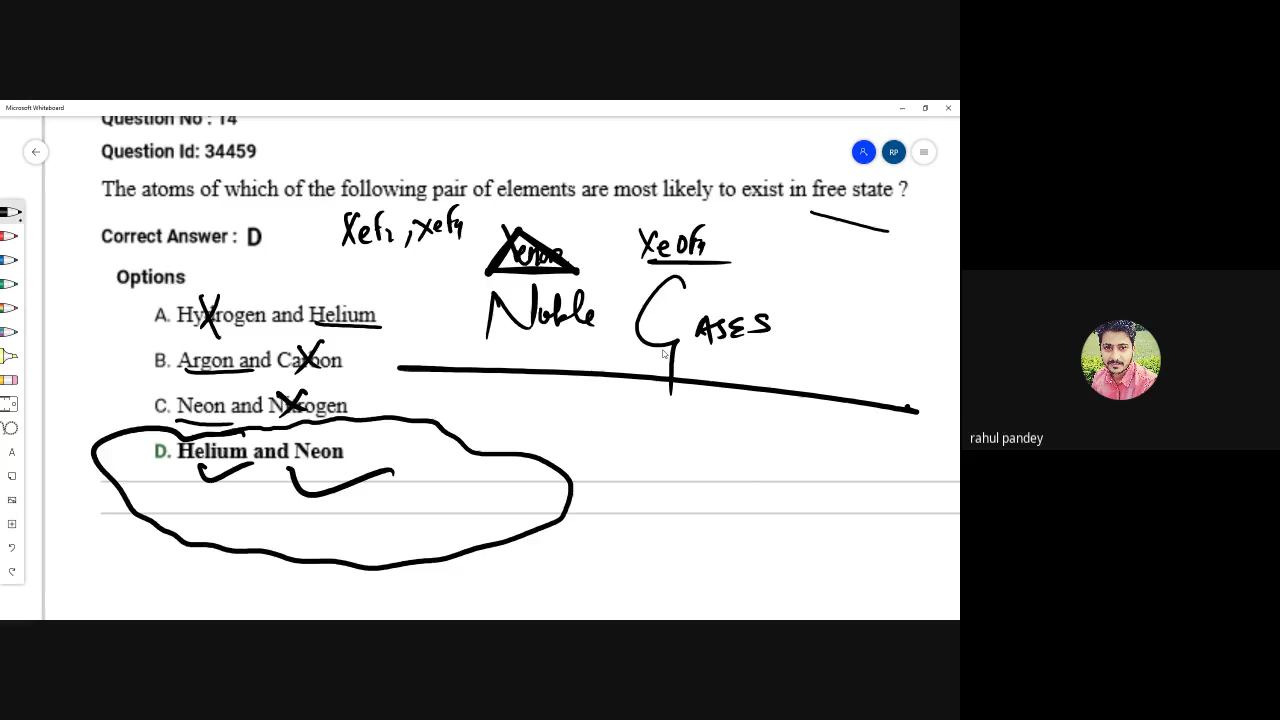 Microsoft Whiteboard
Question No : 14
Question Id: 34459
RP
The atoms of which of the following pair of elements are most likely to exist in free state ?
Correct Answer : D
Xef2 , xef4
Xenon
XeOf4
Options
Noble GASES
A. Hydrogen and Helium
B. Argon and Carbon
C. Neon and Nitrogen
D. Helium and Neon
A
rahul pandey